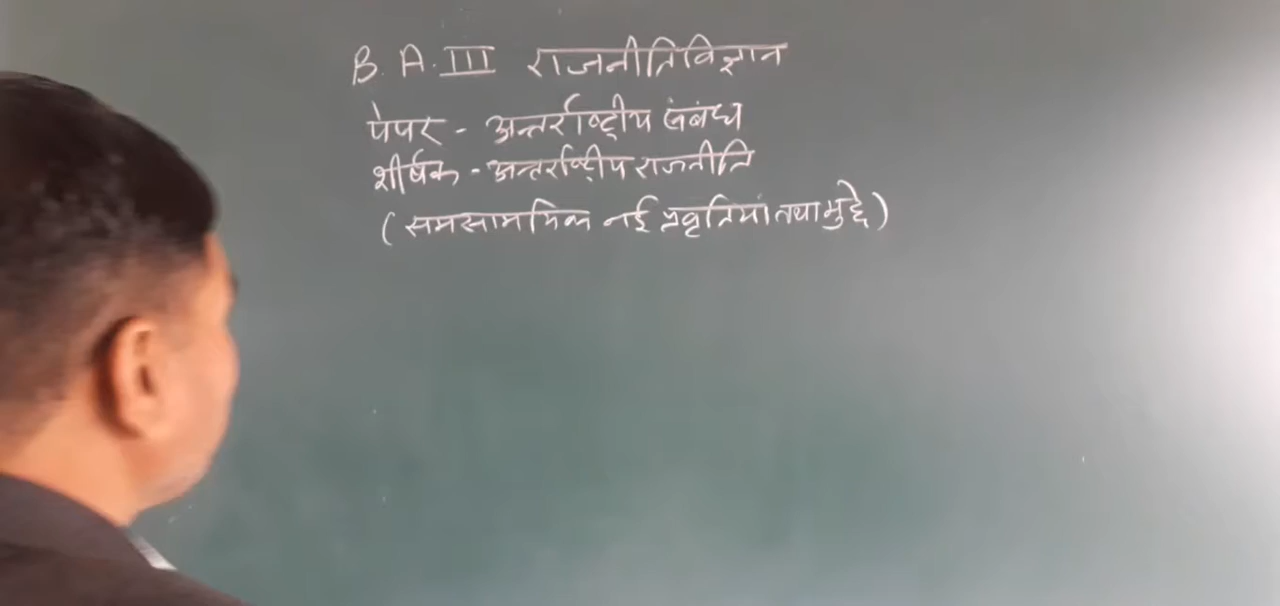 B. A. III राजनीति विज्ञान
पेपर - अन्तर्राष्ट्रीय संबंध
शीर्षक - अन्तर्राष्ट्रीय राजनीति
(समसामयिक नई प्रवृत्तियां तथा मुद्दे)